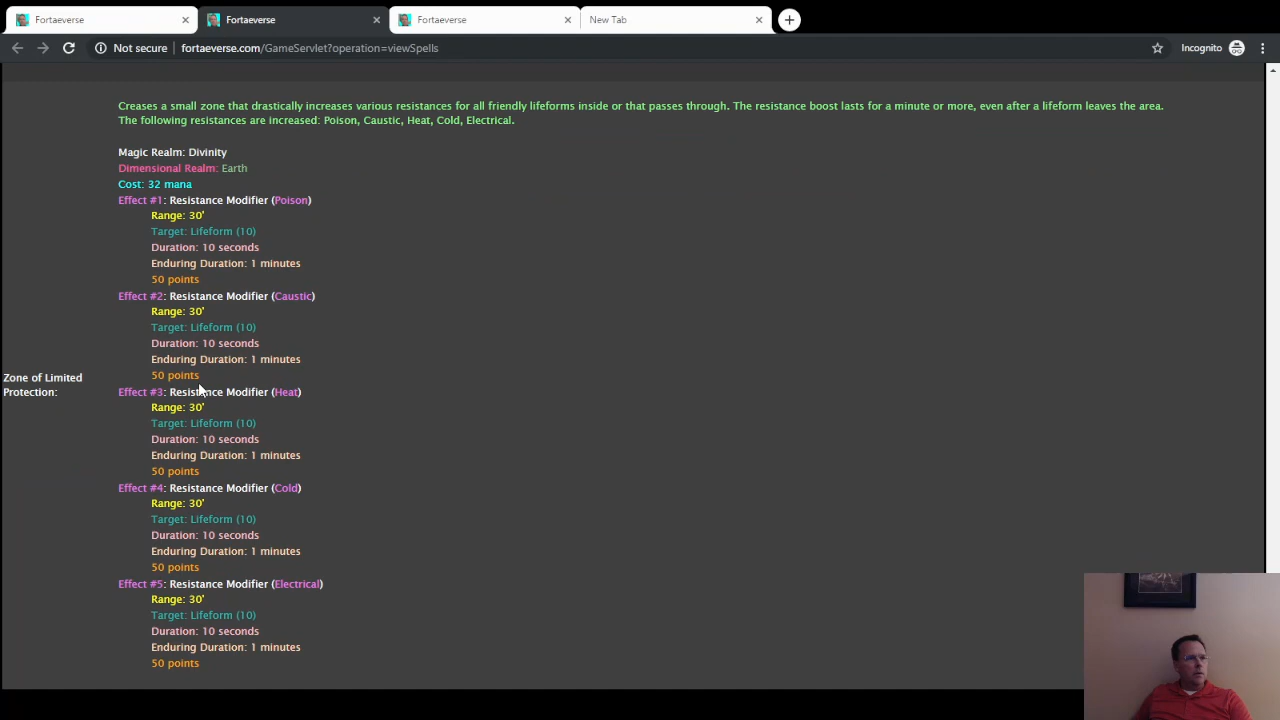 Fortaeverse
Fortaeverse
Fortaeverse
New Tab
Not secure
fortaeverse.com/GameServlet?operation=viewSpells
Incognito
Creases a small zone that drastically increases various resistances for all friendly lifeforms inside or that passes through. The resistance boost lasts for a minute or more, even after a lifeform leaves the area.
The following resistances are increased: Poison, Caustic, Heat, Cold, Electrical.
Magic Realm: Divinity
Dimensional Realm: Earth
Cost: 32 mana
Effect #1: Resistance Modifier (Poison)
Range: 30'
Target: Lifeform (10)
Duration: 10 seconds
Enduring Duration: 1 minutes
50 points
Effect #2: Resistance Modifier (Caustic)
Range: 30'
Target: Lifeform (10)
Duration: 10 seconds
Enduring Duration: 1 minutes
50 points
Zone of Limited
Protection:
Effect #3: Resistance Modifier (Heat)
Range: 30'
Target: Lifeform (10)
Duration: 10 seconds
Enduring Duration: 1 minutes
50 points
Effect #4: Resistance Modifier (Cold)
Range: 30'
Target: Lifeform (10)
Duration: 10 seconds
Enduring Duration: 1 minutes
50 points
Effect #5: Resistance Modifier (Electrical)
Range: 30'
Target: Lifeform (10)
Duration: 10 seconds
Enduring Duration: 1 minutes
50 points